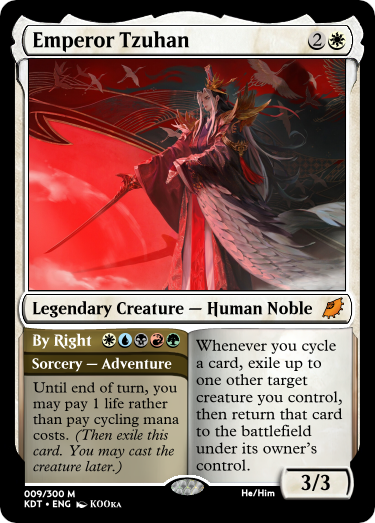 Emperor Tzuhan 2
Legendary Creature — Human Noble
By Right
Sorcery — Adventure
Until end of turn, you
may pay 1 life rather
than pay cycling mana
costs. (Then exile this
card. You may cast the
creature later.)
Whenever you cycle
a card, exile up to
one other target
creature you control,
then return that card
to the battlefield
under its owner's
control.
3/3
009/300 M
KDT • ENG KOOka
He/Him